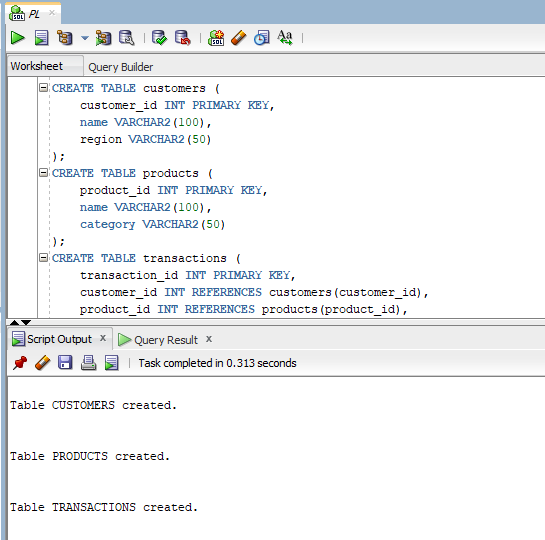 PL
Worksheet Query Builder
CREATE TABLE customers (
customer_id INT PRIMARY KEY,
name VARCHAR2(100),
region VARCHAR2(50)
);
CREATE TABLE products (
product_id INT PRIMARY KEY,
name VARCHAR2(100),
category VARCHAR2(50)
);
CREATE TABLE transactions (
transaction_id INT PRIMARY KEY,
customer_id INT REFERENCES customers(customer_id),
product_id INT REFERENCES products(product_id),
Script Output x Query Result x
Task completed in 0.313 seconds
Table CUSTOMERS created.
Table PRODUCTS created.
Table TRANSACTIONS created.